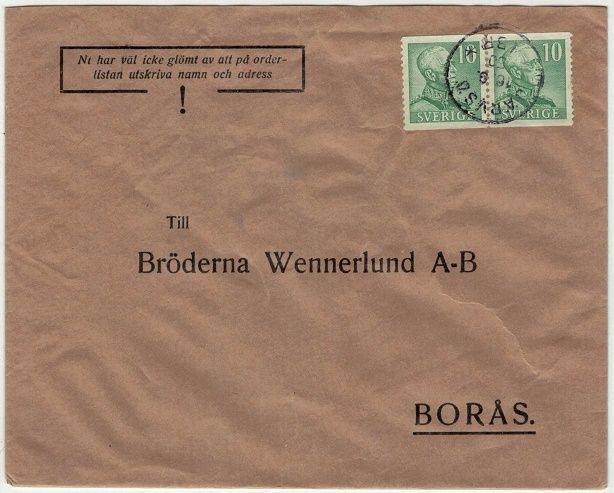 Ni har väl icke glömt av att på order-
listan utskriva namn och adress
!
10 10
SVERIGE SVERIGE
Till
Bröderna Wennerlund A-B
BORÅS.